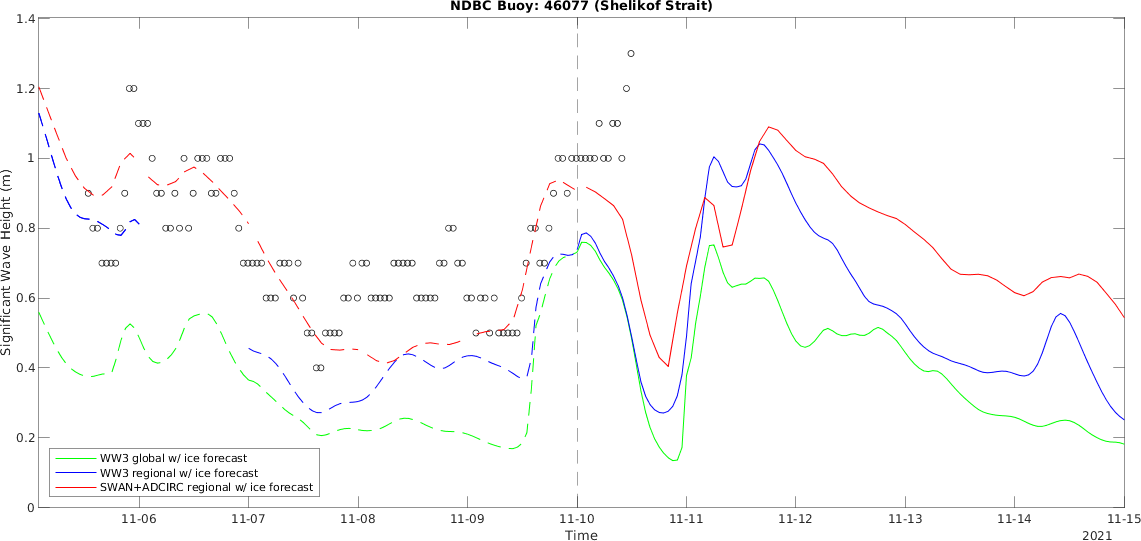 NDBC Buoy: 46077 (Shelikof Strait)
Significant Wave Height (m)
1.4
1.2
1
0.8
0.6
0.4
0.2
0
WW3 global w/ ice forecast
WW3 regional w/ ice forecast
SWAN+ADCIRC regional w/ ice forecast
11-06 11-07 11-08 11-09 11-10 11-11 11-12 11-13 11-14 11-15
Time 2021